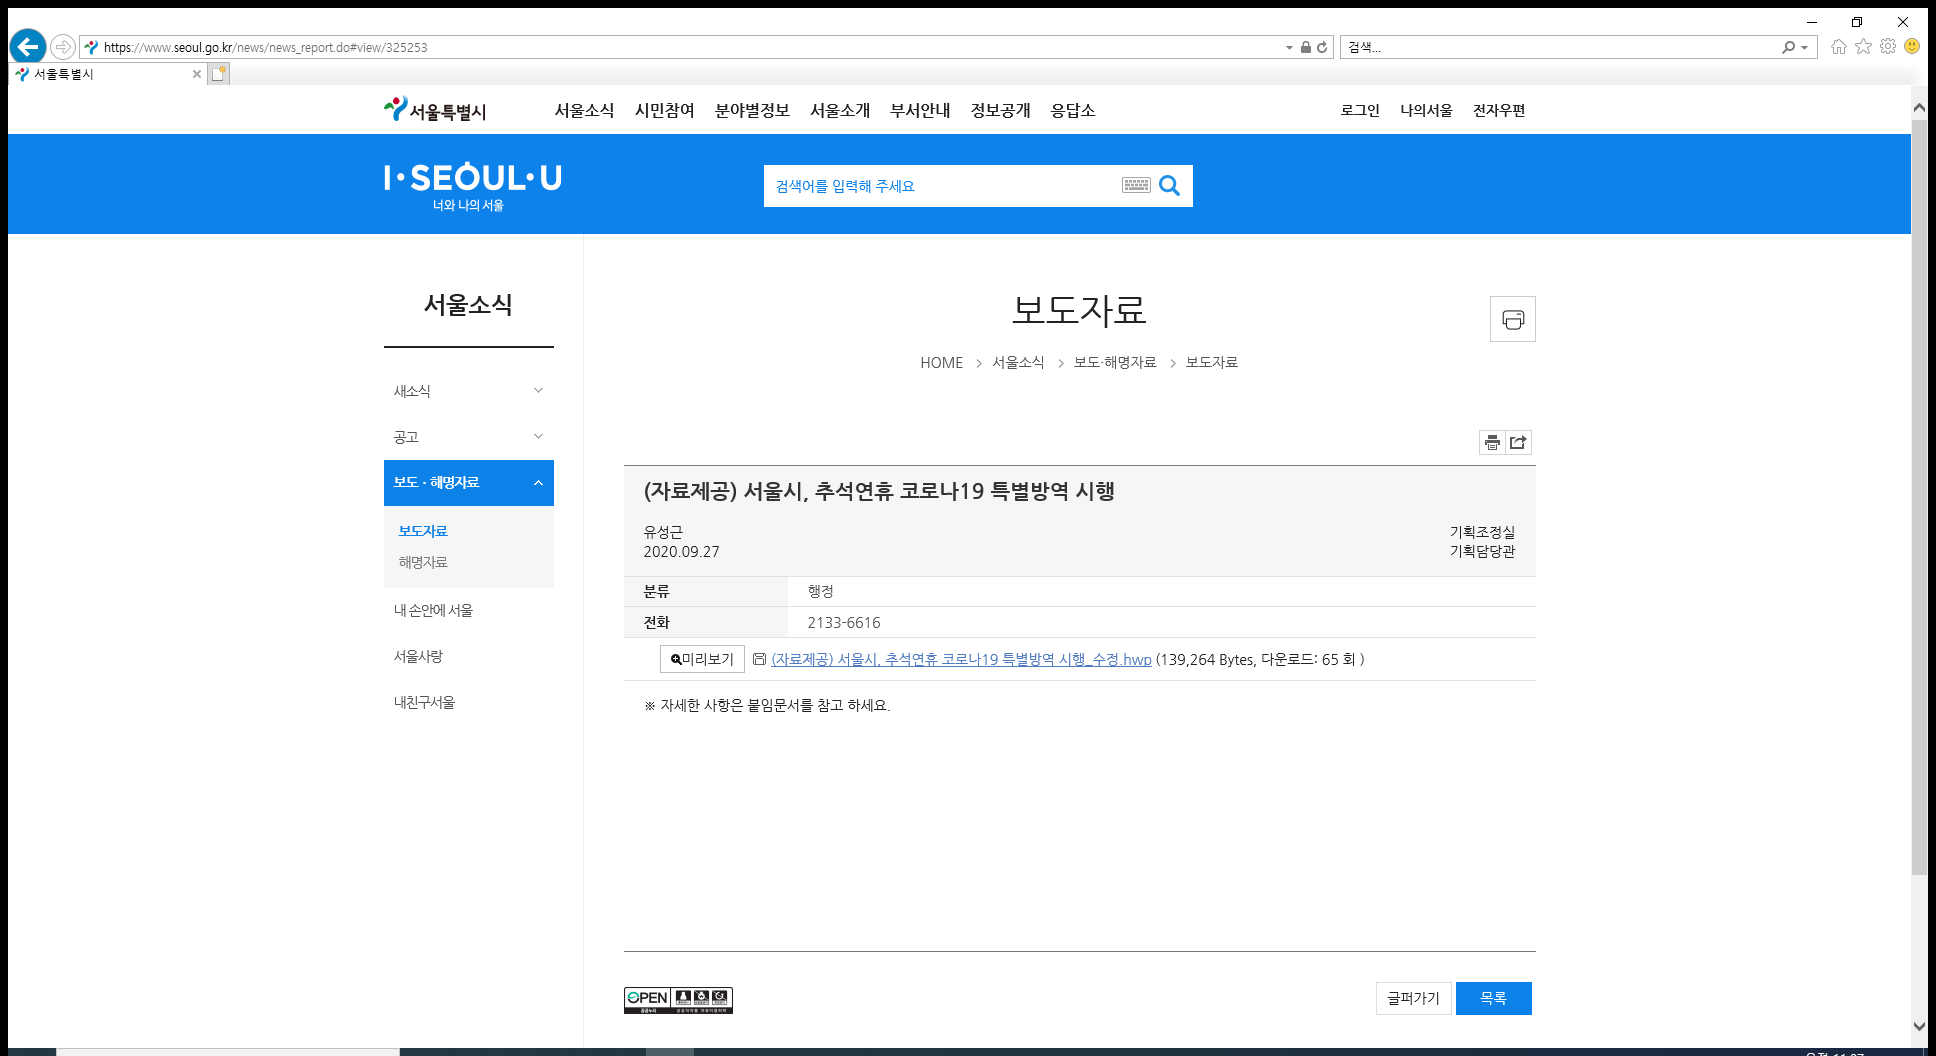 https://www.seoul.go.kr/news/news_report.do#view/325253
검색...
서울특별시
서울특별시
서울소식 시민참여 분야별정보 서울소개 부서안내 정보공개 응답소
로그인 나의서울 전자우편
I·SEOUL·U
너와 나의 서울
검색어를 입력해 주세요
서울소식
새소식
공고
보도 · 해명자료
보도자료
해명자료
내 손안에 서울
서울사랑
내친구서울
보도자료
HOME > 서울소식 > 보도·해명자료 > 보도자료
(자료제공) 서울시, 추석연휴 코로나19 특별방역 시행
유성근 기획조정실
2020.09.27 기획담당관
분류 행정
전화 2133-6616
미리보기 (자료제공) 서울시, 추석연휴 코로나19 특별방역 시행_수정.hwp (139,264 Bytes, 다운로드: 65 회 )
※ 자세한 사항은 붙임문서를 참고 하세요.
OPEN
공공누리
글퍼가기 목록